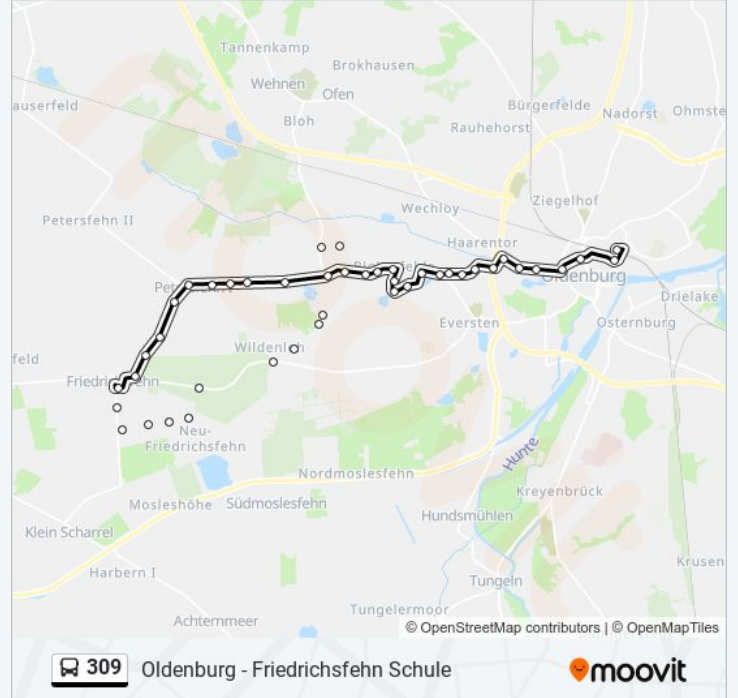 Tannenkamp
Brokhausen
Wehnen
Ofen
auserfeld
Bürgerfelde
Nadorst
Ohmste
Bloh
Rauhehorst
Ziegelhof
Wechloy
Petersfehn II
Haarentor
Oldenburg
Drielake
Eversten
Osternburg
Wildenloh
feld
Friedrichsfehn
Neu-
Friedrichsfehn
Hunte
Nordmoslesfehn
Kreyenbrück
Mosleshöhe
Südmoslesfehn
Hundsmühlen
Klein Scharrel
Krusen
Harbern I
Tungeln
Tungelermoor
Achternmeer
© OpenStreetMap contributors | © OpenMapTiles
309 Oldenburg - Friedrichsfehn Schule
moovit